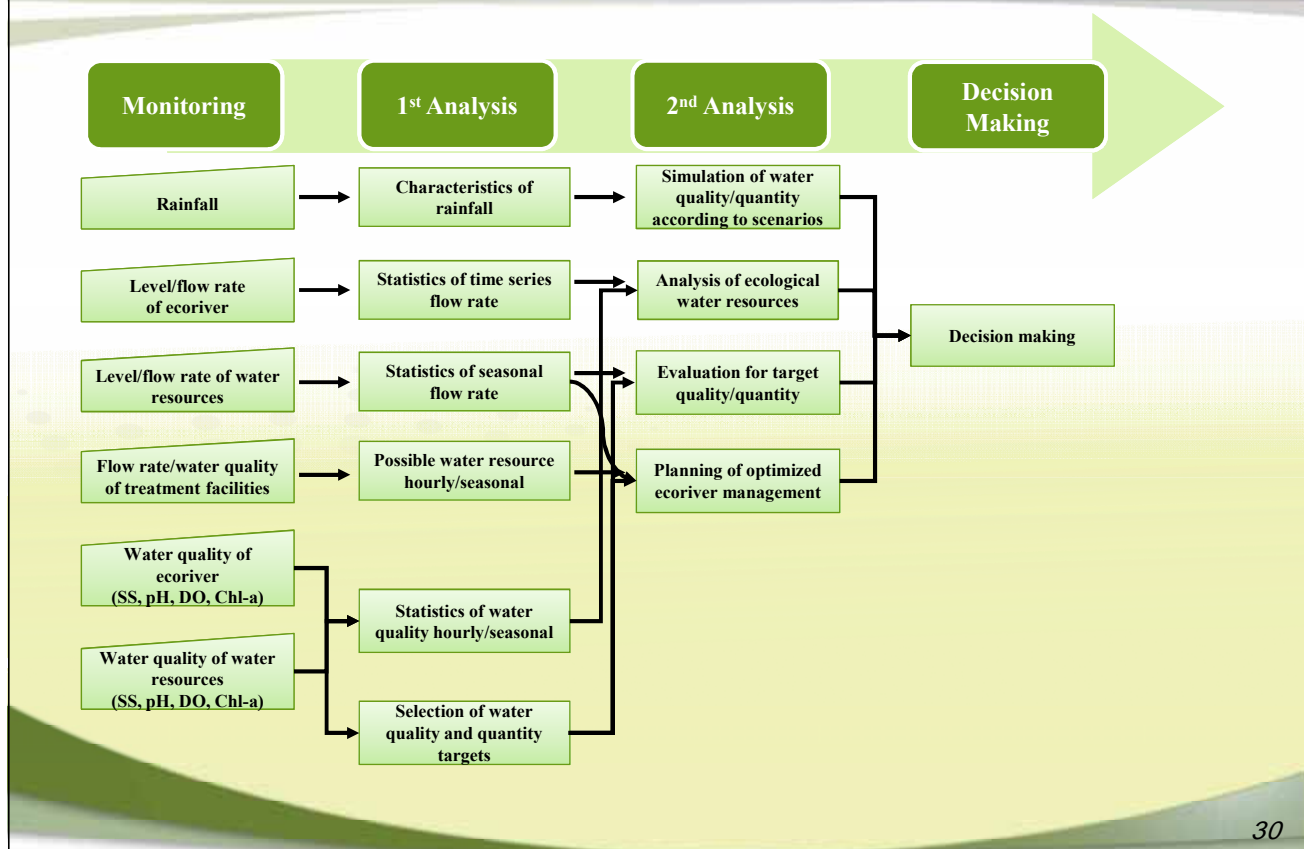 Monitoring
1st Analysis
2nd Analysis
Decision
Making
Rainfall
Characteristics of
rainfall
Simulation of water
quality/quantity
according to scenarios
Level/flow rate
of ecoriver
Statistics of time series
flow rate
Analysis of ecological
water resources
Decision making
Level/flow rate of water
resources
Statistics of seasonal
flow rate
Evaluation for target
quality/quantity
Flow rate/water quality
of treatment facilities
Possible water resource
hourly/seasonal
Planning of optimized
ecoriver management
Water quality of
ecoriver
(SS, pH, DO, Chl-a)
Statistics of water
quality hourly/seasonal
Water quality of water
resources
(SS, pH, DO, Chl-a)
Selection of water
quality and quantity
targets
30